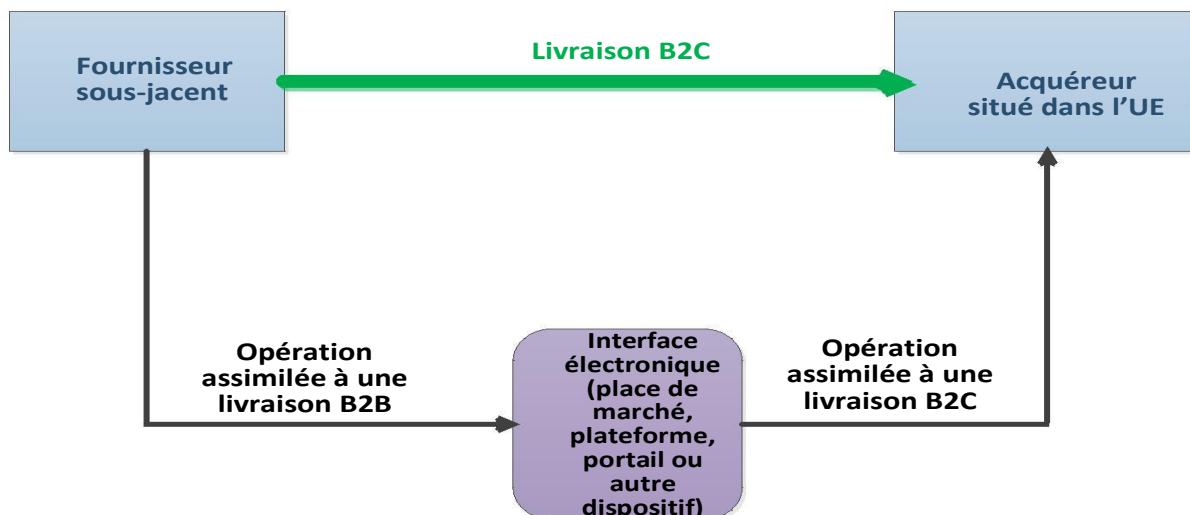 Livraison B2C
Fournisseur
sous-jacent
Acquéreur
situé dans l’UE
Opération
assimilée à une
livraison B2B
Interface
électronique
(place de
marché,
plateforme,
portail ou
autre
dispositif)
Opération
assimilée à une
livraison B2C